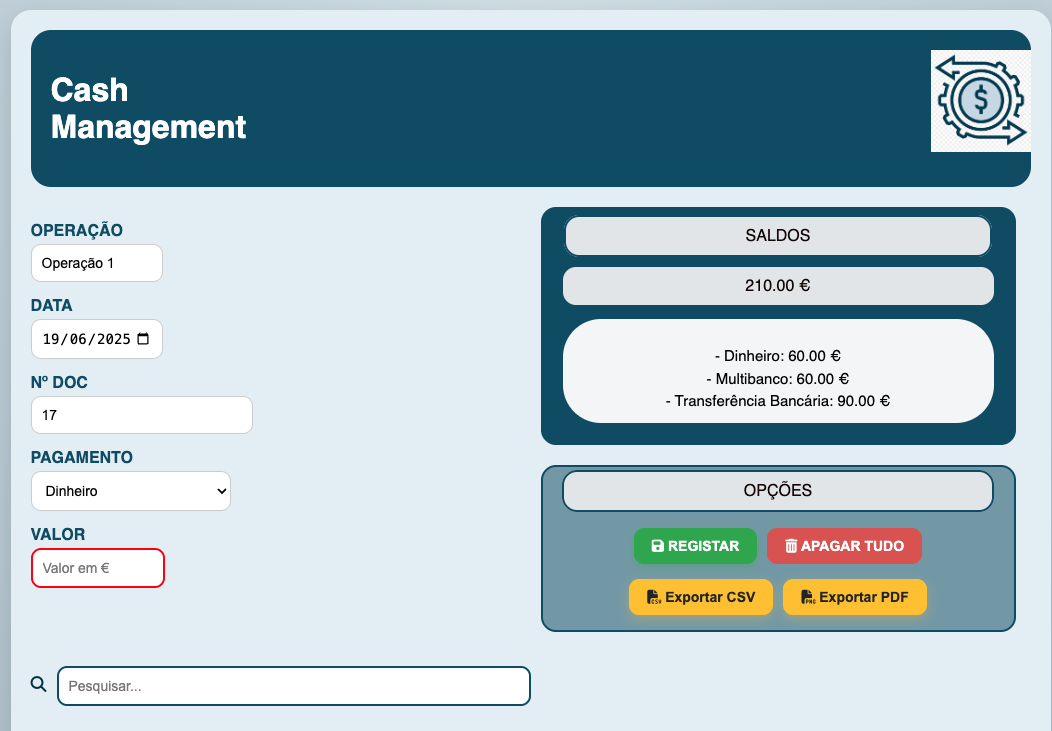 Cash
Management
$
OPERAÇÃO
Operação 1
DATA
19/06/2025
Nº DOC
17
PAGAMENTO
Dinheiro
VALOR
Valor em €
SALDOS
210.00 €
- Dinheiro: 60.00 €
- Multibanco: 60.00 €
- Transferência Bancária: 90.00 €
OPÇÕES
REGISTAR
APAGAR TUDO
CSV Exportar CSV
PNG Exportar PDF
Pesquisar...